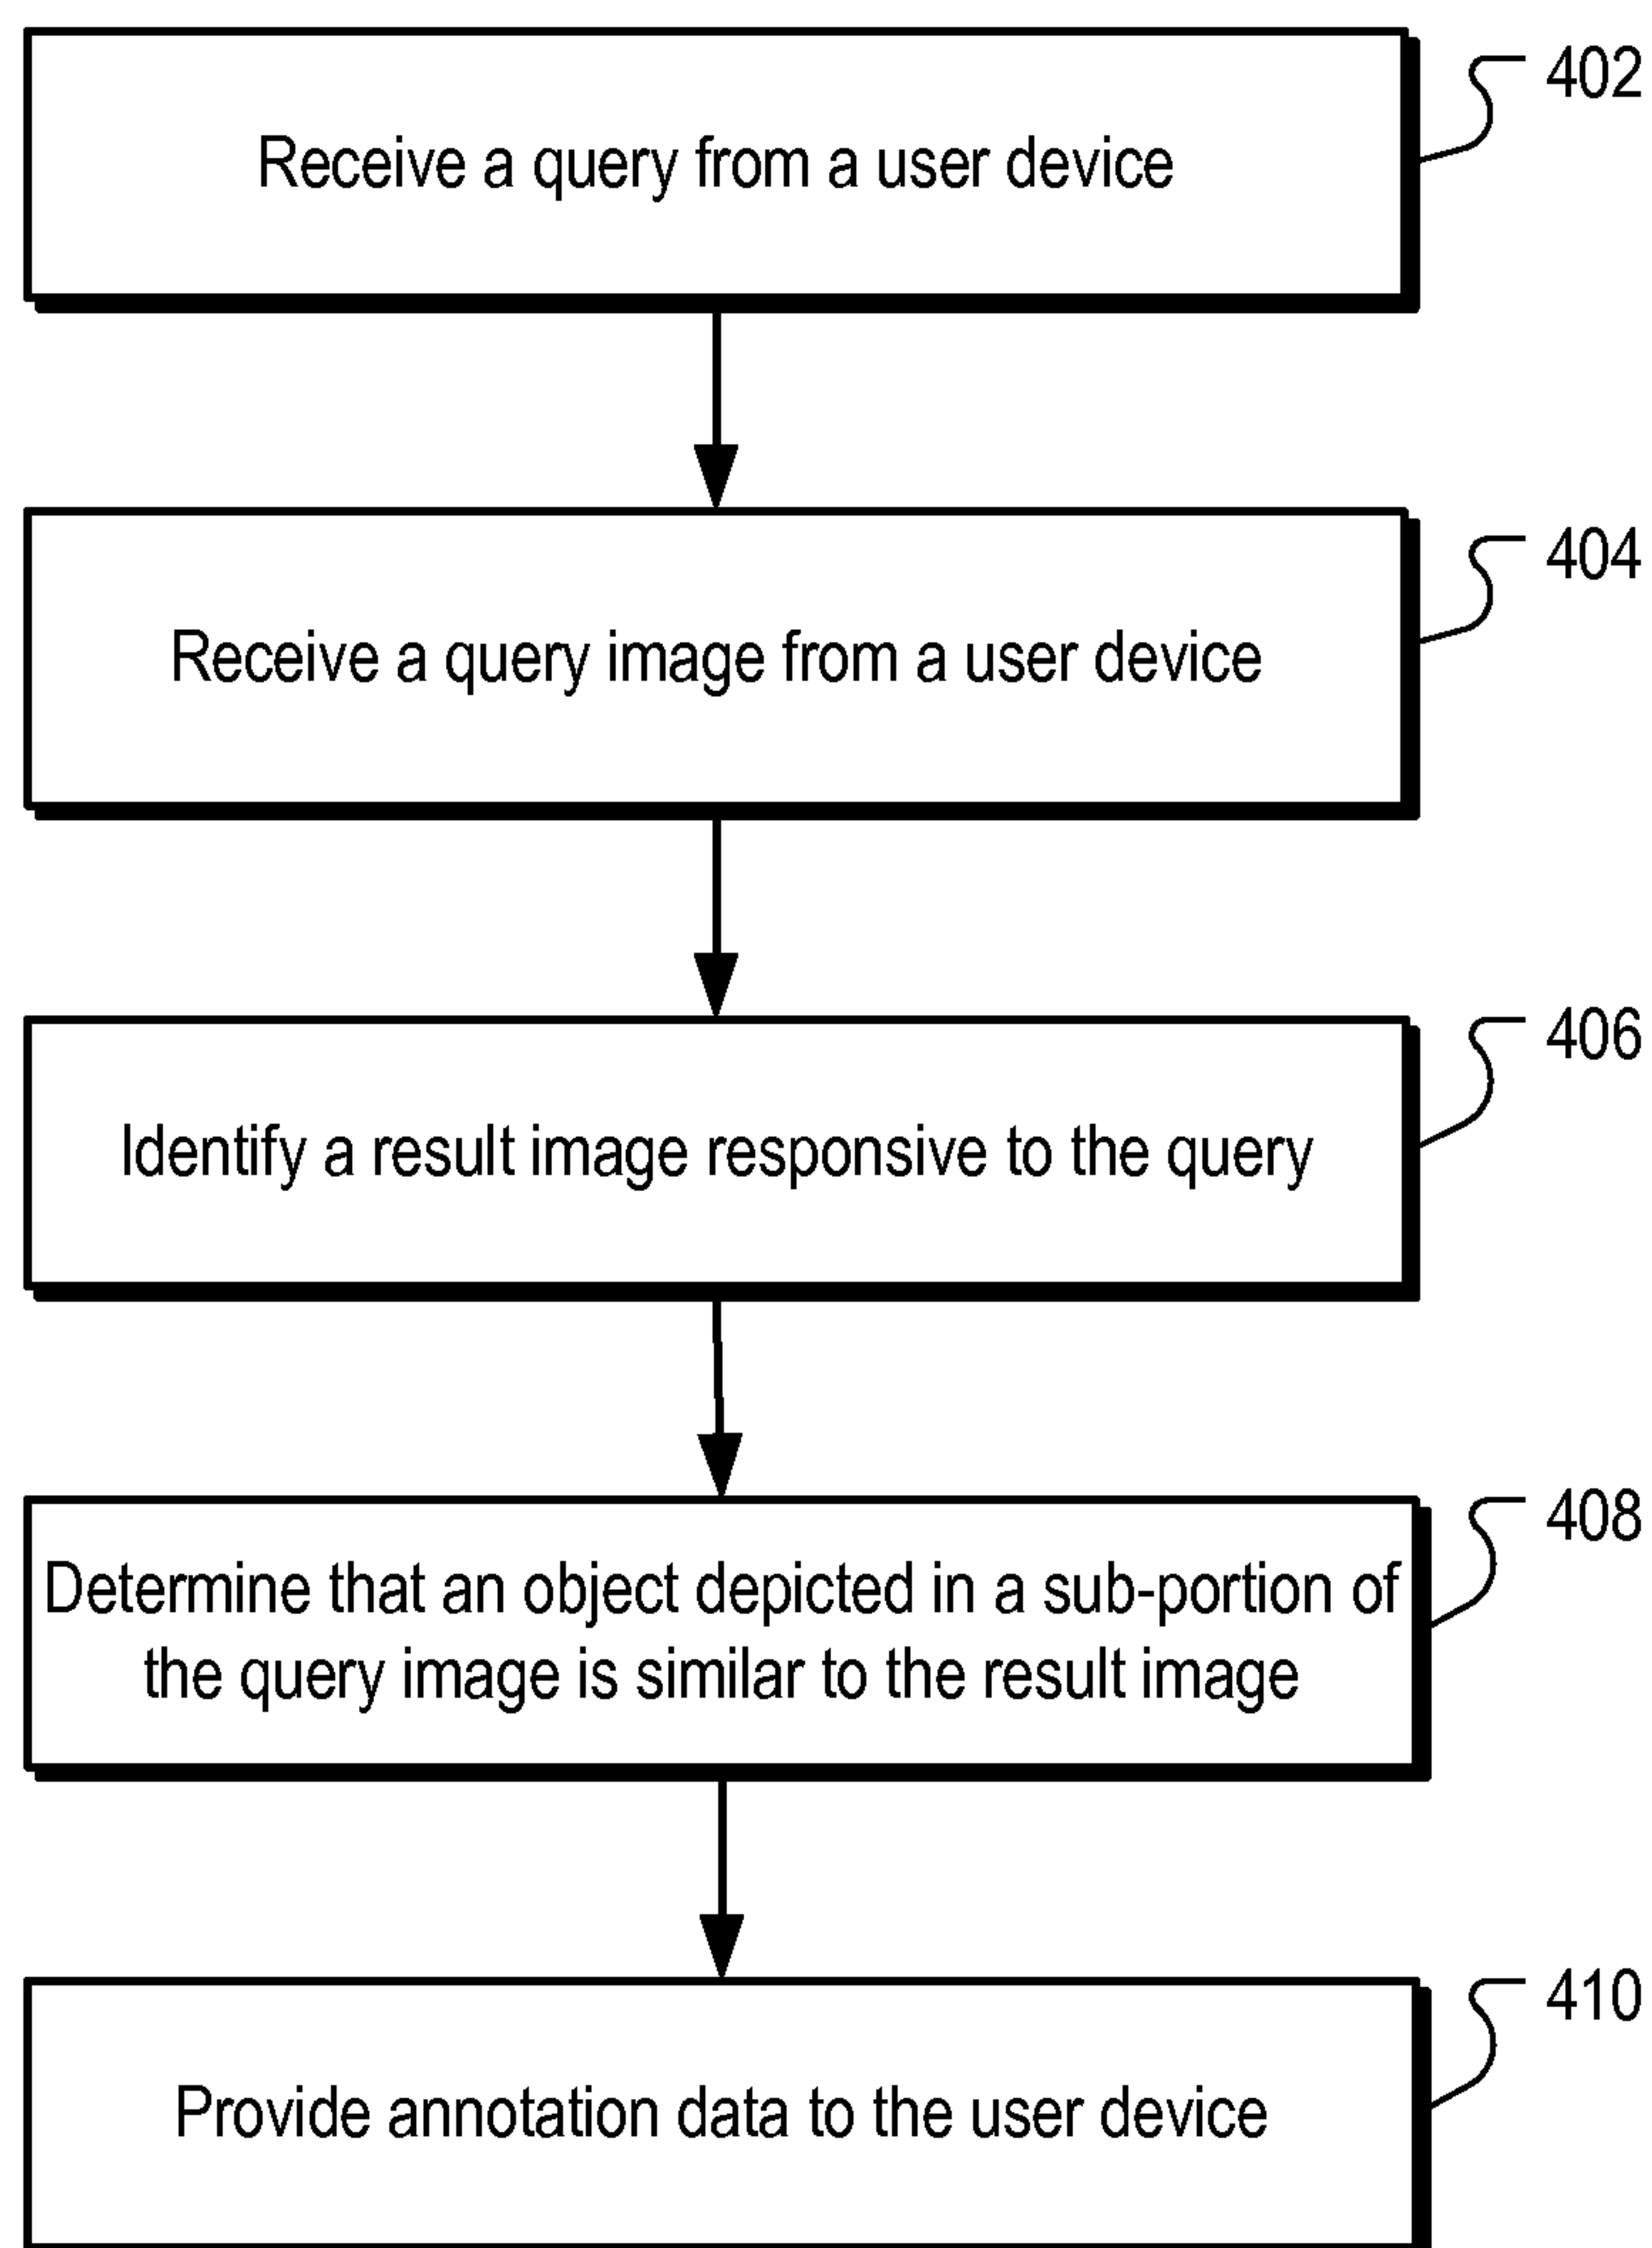 402
Receive a query from a user device
404
Receive a query image from a user device
406
Identify a result image responsive to the query
408
Determine that an object depicted in a sub-portion of
the query image is similar to the result image
410
Provide annotation data to the user device